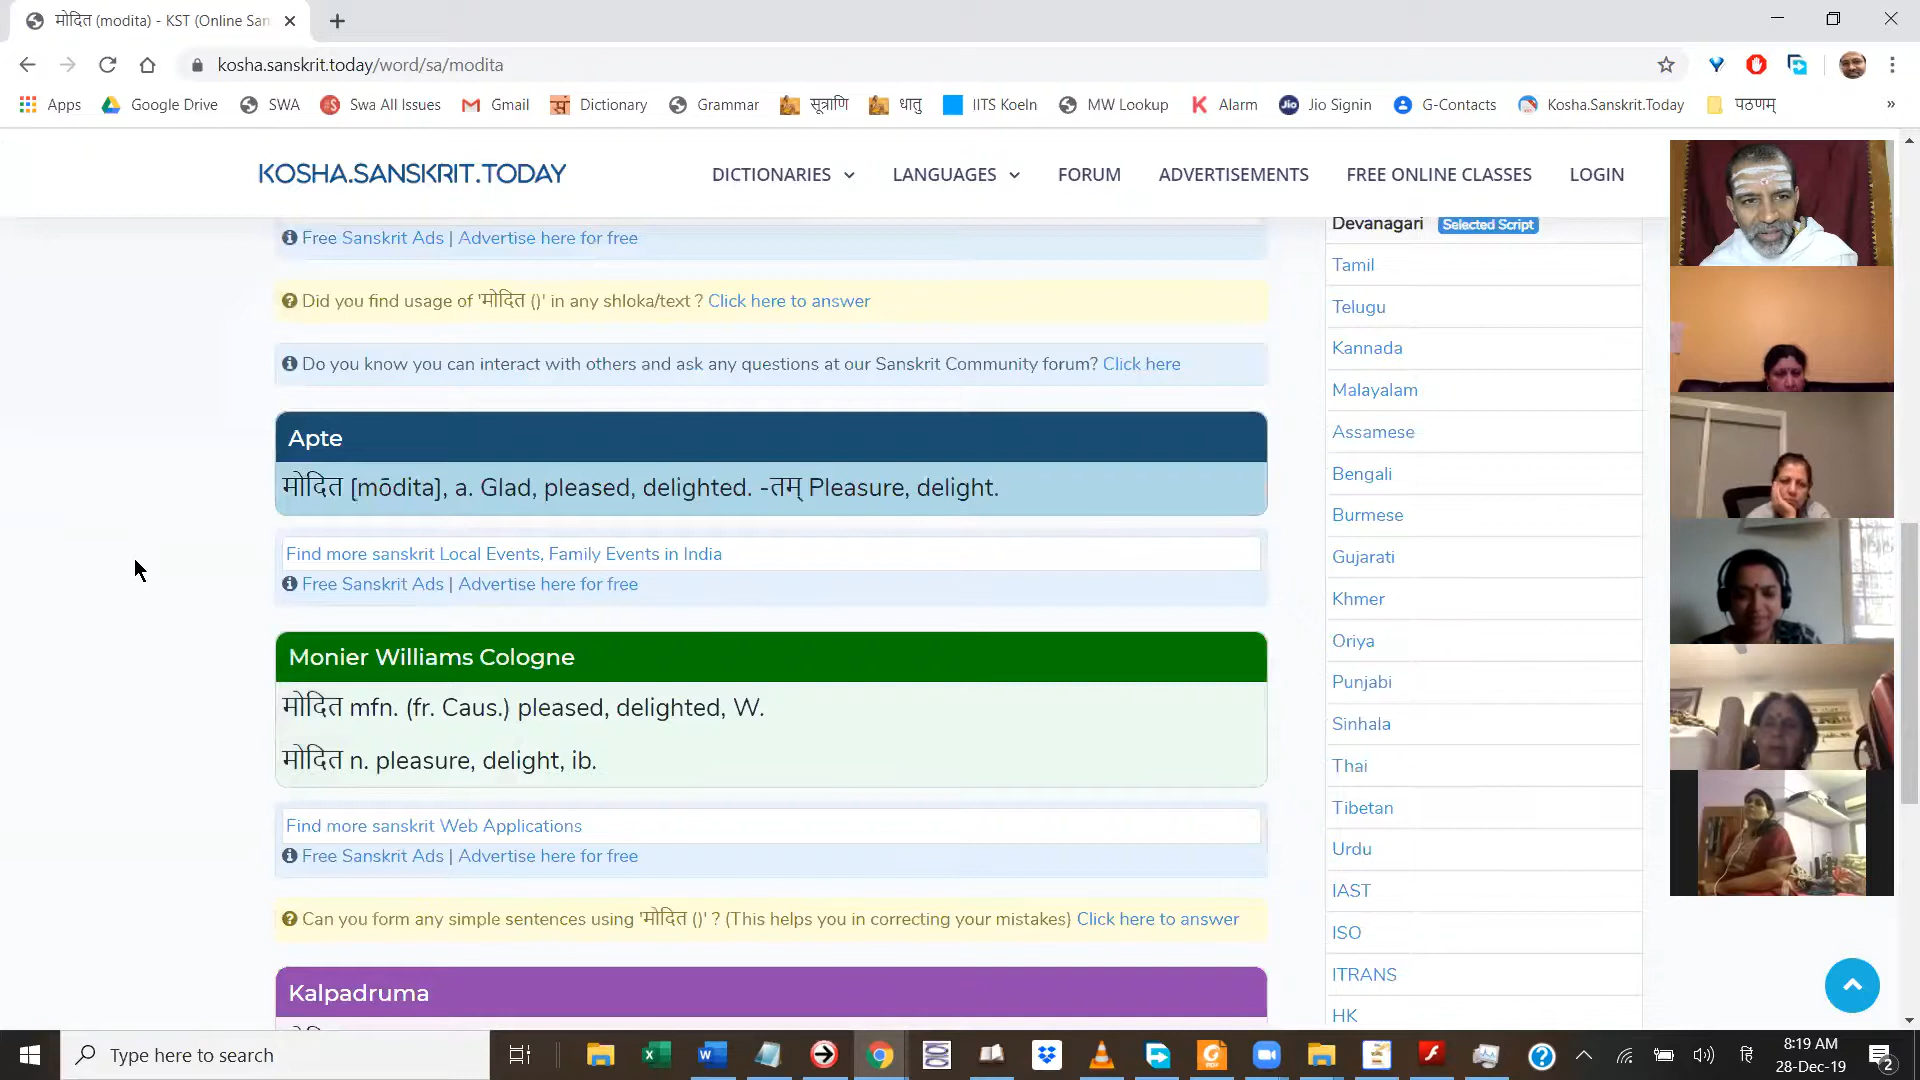 मोदित (modita) - KST (Online San
kosha.sanskrit.today/word/sa/modita
Apps Google Drive SWA Swa All Issues Gmail Dictionary Grammar सूत्राणि धातु IITS Koeln MW Lookup Alarm Jio Signin G-Contacts Kosha.Sanskrit.Today पठणम् »
KOSHA.SANSKRIT.TODAY DICTIONARIES LANGUAGES FORUM ADVERTISEMENTS FREE ONLINE CLASSES LOGIN
Free Sanskrit Ads | Advertise here for free
Did you find usage of 'मोदित ()' in any shloka/text ? Click here to answer
Do you know you can interact with others and ask any questions at our Sanskrit Community forum? Click here
Apte
मोदित [mōdita], a. Glad, pleased, delighted. -तम् Pleasure, delight.
Find more sanskrit Local Events, Family Events in India
Free Sanskrit Ads | Advertise here for free
Monier Williams Cologne
मोदित mfn. (fr. Caus.) pleased, delighted, W.
मोदित n. pleasure, delight, ib.
Find more sanskrit Web Applications
Free Sanskrit Ads | Advertise here for free
Can you form any simple sentences using 'मोदित ()' ? (This helps you in correcting your mistakes) Click here to answer
Kalpadruma
Devanagari Selected Script
Tamil
Telugu
Kannada
Malayalam
Assamese
Bengali
Burmese
Gujarati
Khmer
Oriya
Punjabi
Sinhala
Thai
Tibetan
Urdu
IAST
ISO
ITRANS
HK
Type here to search
हि
8:19 AM
28-Dec-19
2